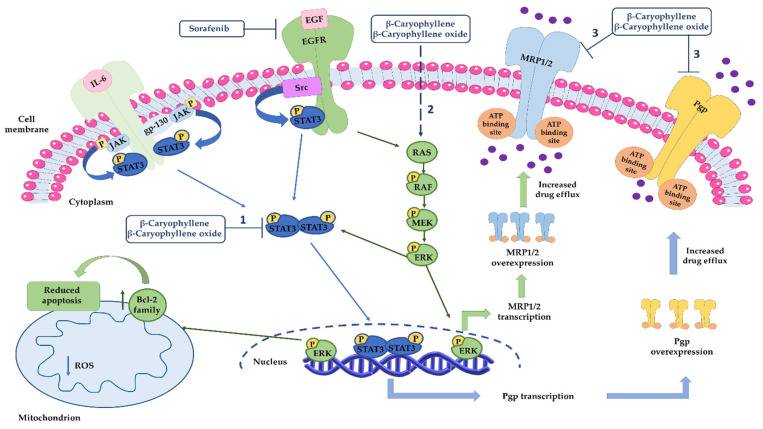 EGF
Sorafenib
EGFR
β-Caryophyllene
β-Caryophyllene oxide
3
β-Caryophyllene
β-Caryophyllene oxide
MRP1/2
3
IL-6
Src
Cell
membrane
gp-130
JAK
P
P
JAK
P
STAT3
P
STAT3
P
STAT3
2
ATP
binding
site
ATP
binding
site
Pgp
ATP
binding
site
ATP
binding
site
Cytoplasm
RAS
P
RAF
Increased
drug efflux
β-Caryophyllene
β-Caryophyllene oxide
1
P
P
STAT3
STAT3
P
MEK
MRP1/2
overexpression
Increased
drug efflux
P
ERK
Reduced
apoptosis
Bcl-2
family
MRP1/2
transcription
ROS
Nucleus
P
ERK
P
P
STAT3
STAT3
P
ERK
Pgp
overexpression
Pgp transcription
Mitochondrion